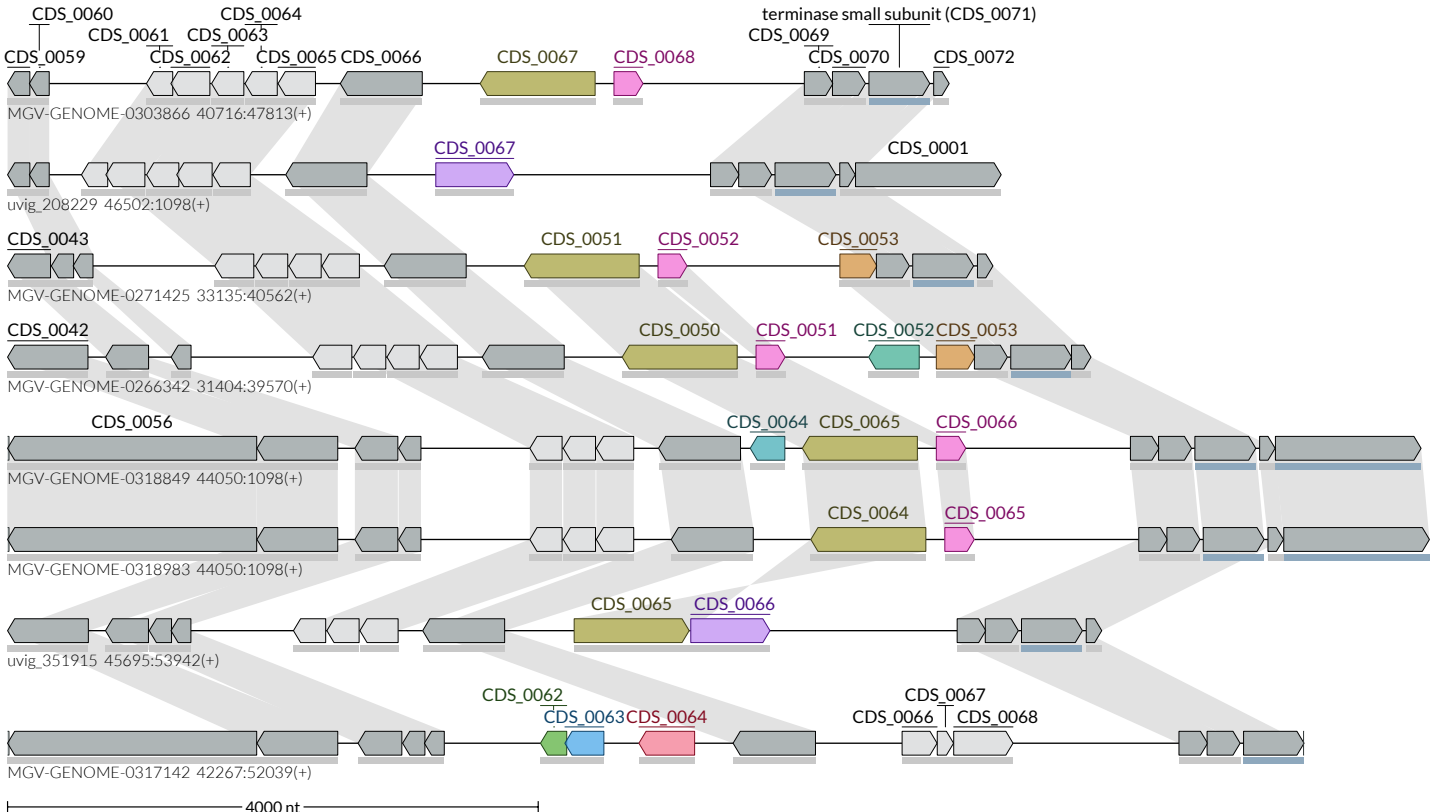 CDS_0060 CDS_0064 terminase small subunit (CDS_0071)
CDS_0061 CDS_0063 CDS_0069
CDS_0059 CDS_0062 CDS_0065 CDS_0066 CDS_0067 CDS_0068 CDS_0070 CDS_0072
MGV-GENOME-0303866 40716:47813(+)
CDS_0067 CDS_0001
uvig_208229 46502:1098(+)
CDS_0043 CDS_0051 CDS_0052 CDS_0053
MGV-GENOME-0271425 33135:40562(+)
CDS_0042 CDS_0050 CDS_0051 CDS_0052 CDS_0053
MGV-GENOME-0266342 31404:39570(+)
CDS_0056 CDS_0064 CDS_0065 CDS_0066
MGV-GENOME-0318849 44050:1098(+)
CDS_0064 CDS_0065
MGV-GENOME-0318983 44050:1098(+)
CDS_0065 CDS_0066
uvig_351915 45695:53942(+)
CDS_0062 CDS_0067
CDS_0063 CDS_0064 CDS_0066 CDS_0068
MGV-GENOME-0317142 42267:52039(+)
4000 nt